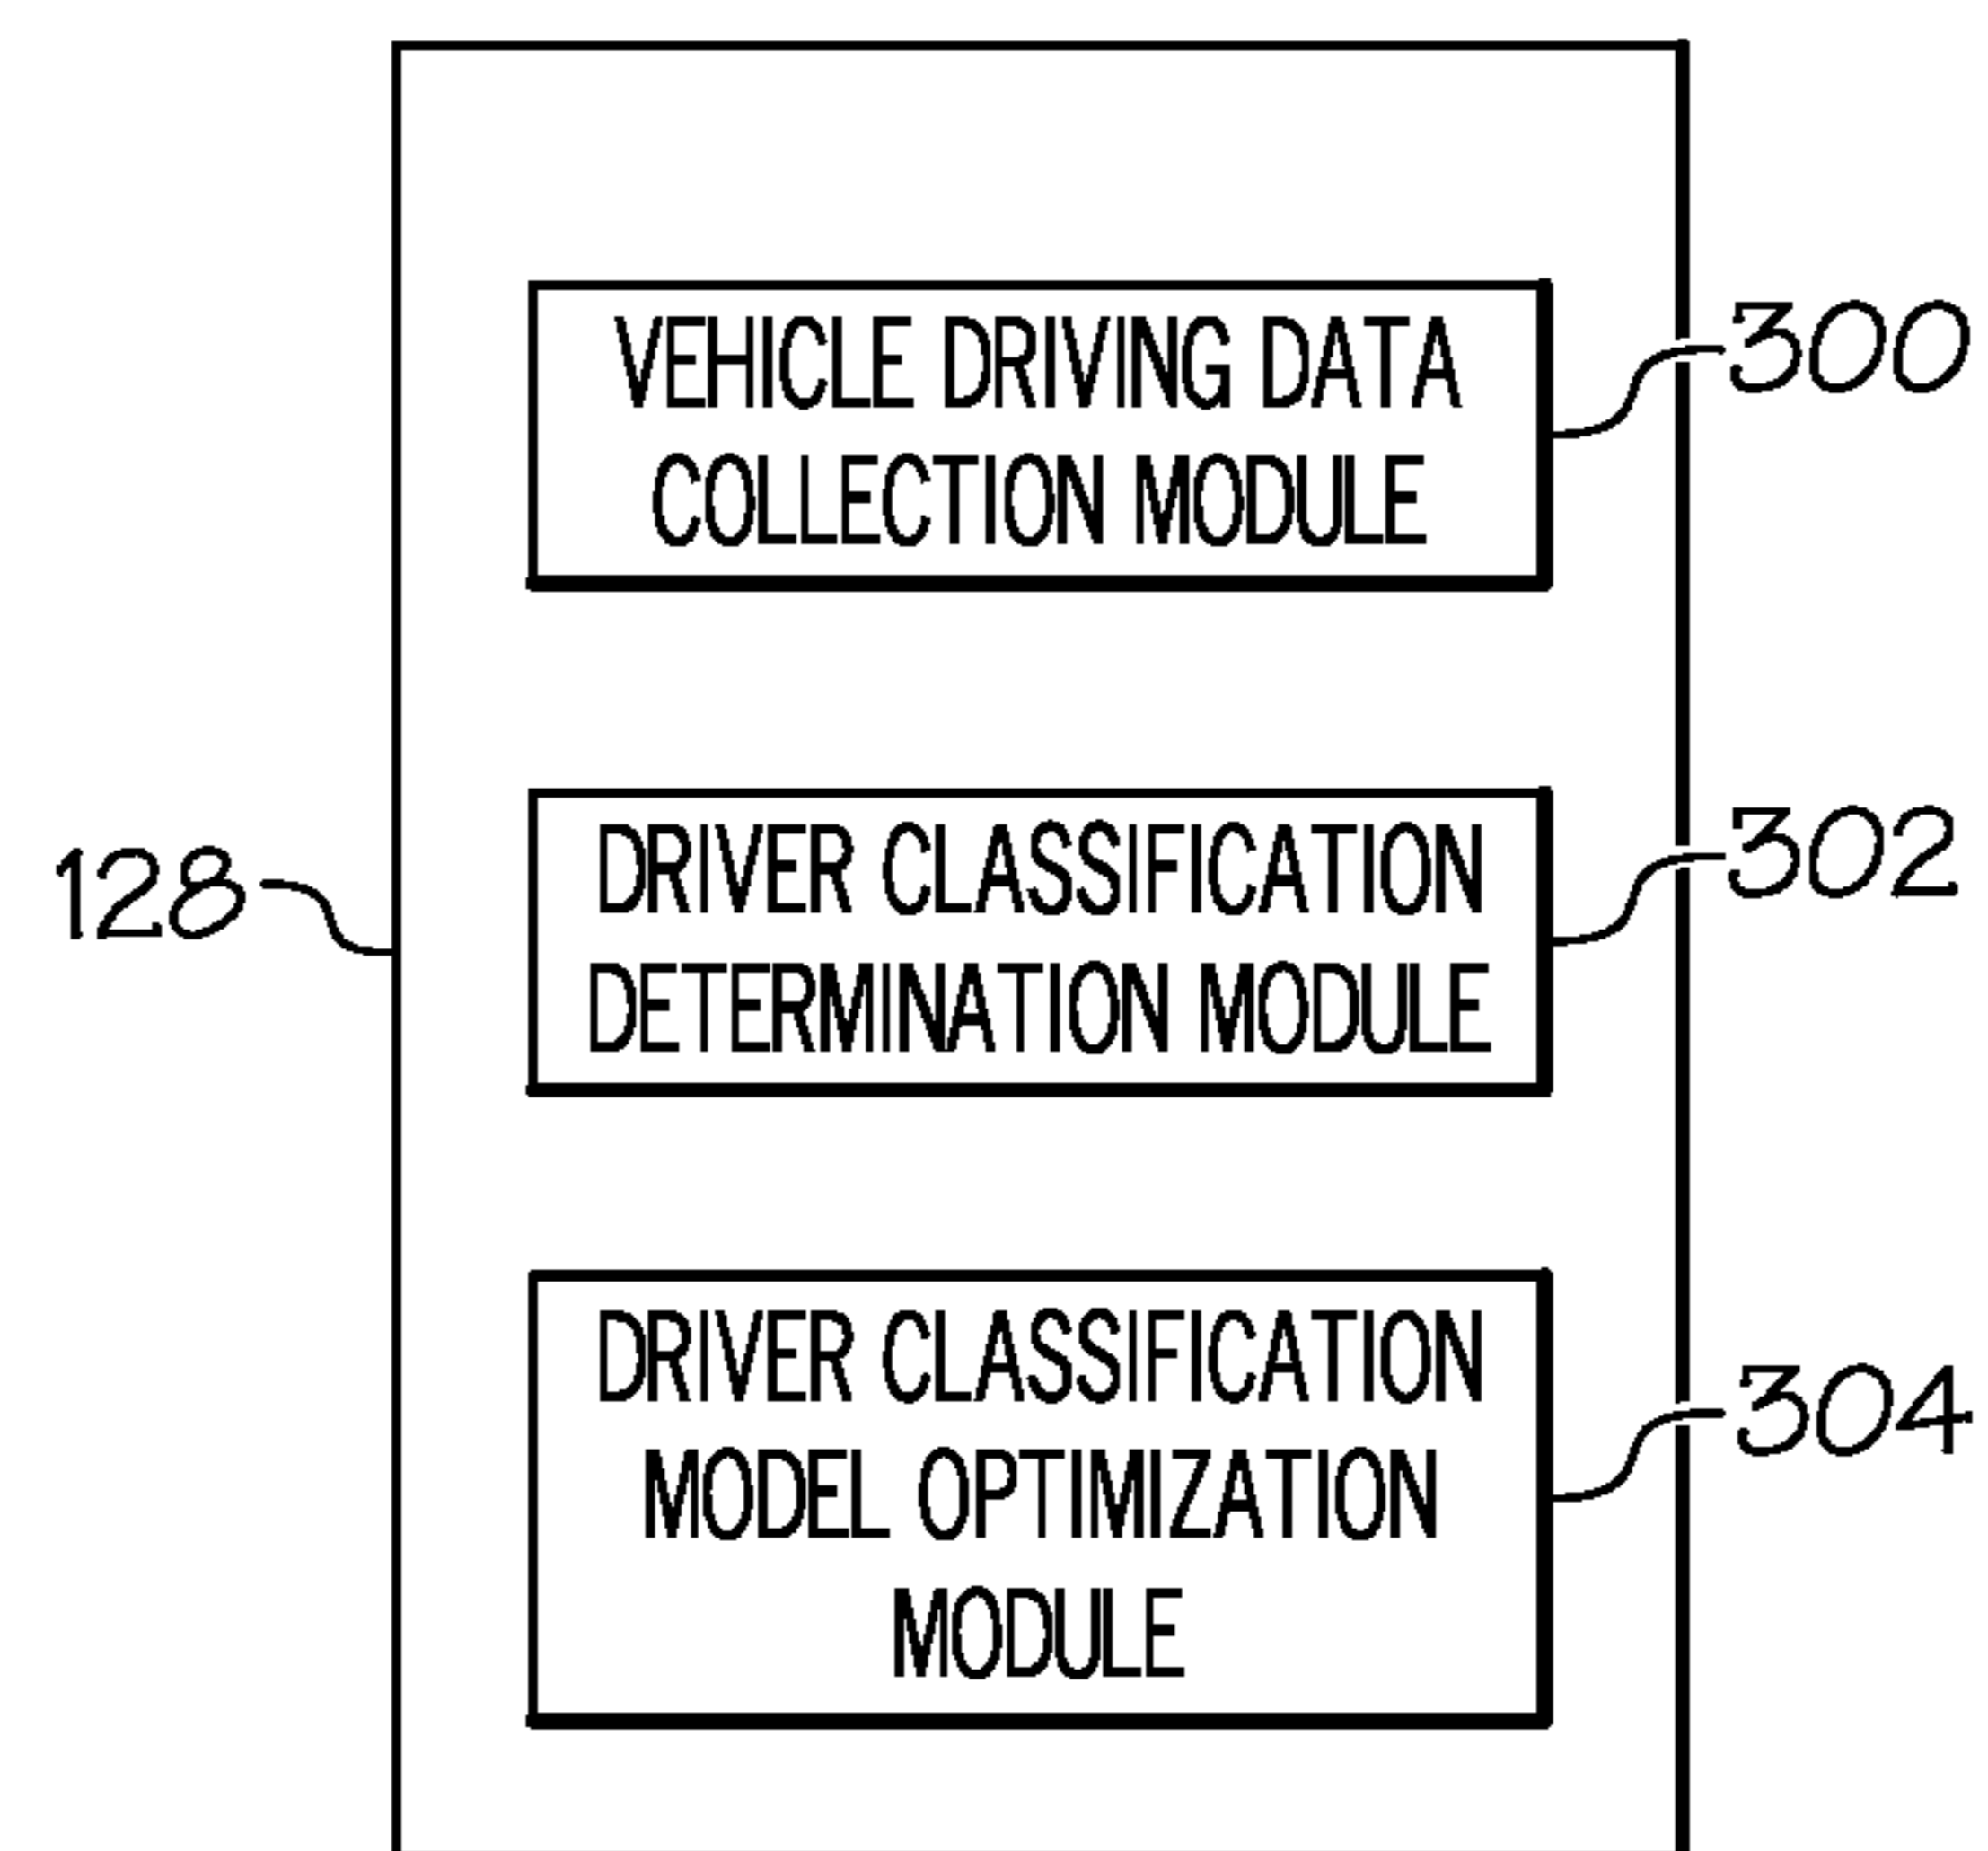 VEHICLE DRIVING DATA
COLLECTION MODULE
300
DRIVER CLASSIFICATION
DETERMINATION MODULE
302
128
DRIVER CLASSIFICATION
MODEL OPTIMIZATION
MODULE
304